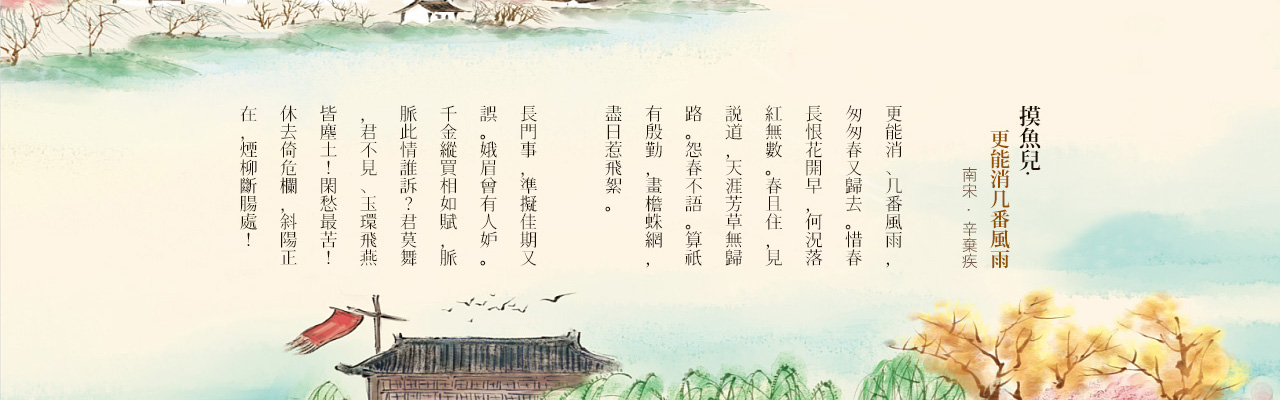 摸魚兒·
更能消几番風雨
南宋·辛棄疾
更能消、几番風雨，
匆匆春又歸去。惜春
長恨花開早，何況落
紅無數。春且住，見
説道，天涯芳草無歸
路。怨春不語。算祇
有殷勤，畫檐蛛網，
盡日惹飛絮。
長門事，準擬佳期又
誤。娥眉曾有人妒。
千金縱買相如賦，脈
脈此情誰訴？君莫舞
，君不見、玉環飛燕
皆塵土！閑愁最苦！
休去倚危欄，斜陽正
在，煙柳斷腸處！